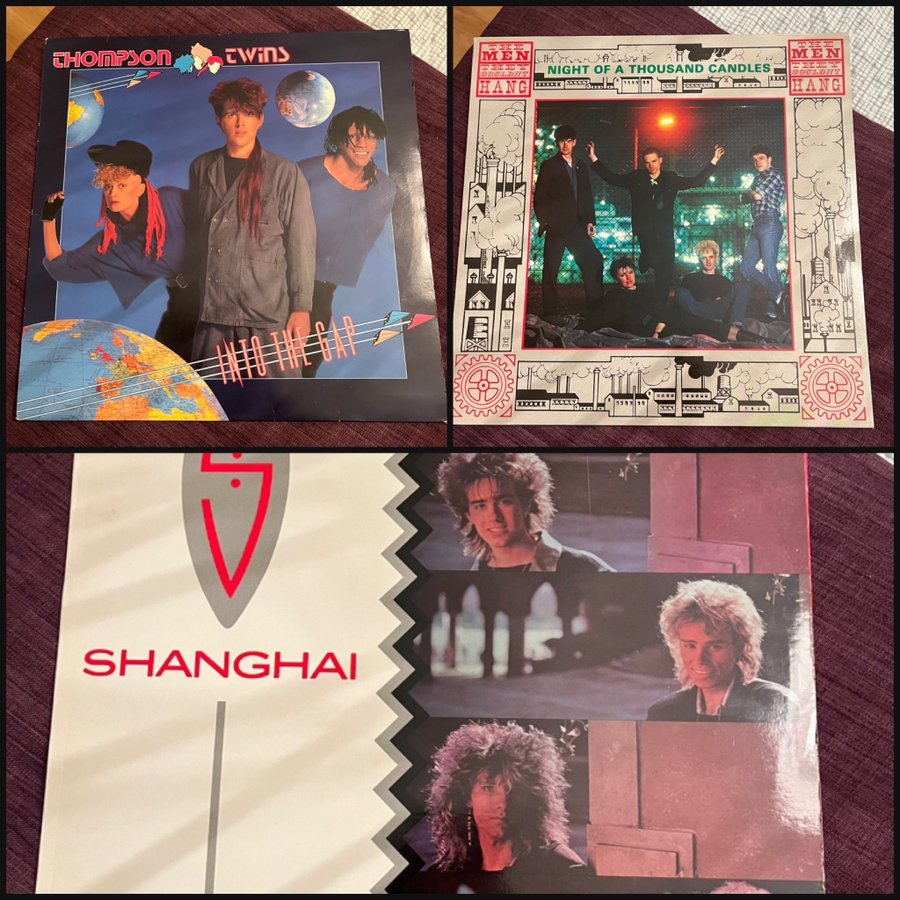 THOMPSON TWINS
INTO THE GAP
THE MEN THEY COULDN'T HANG
NIGHT OF A THOUSAND CANDLES
THE MEN THEY COULDN'T HANG
SHANGHAI